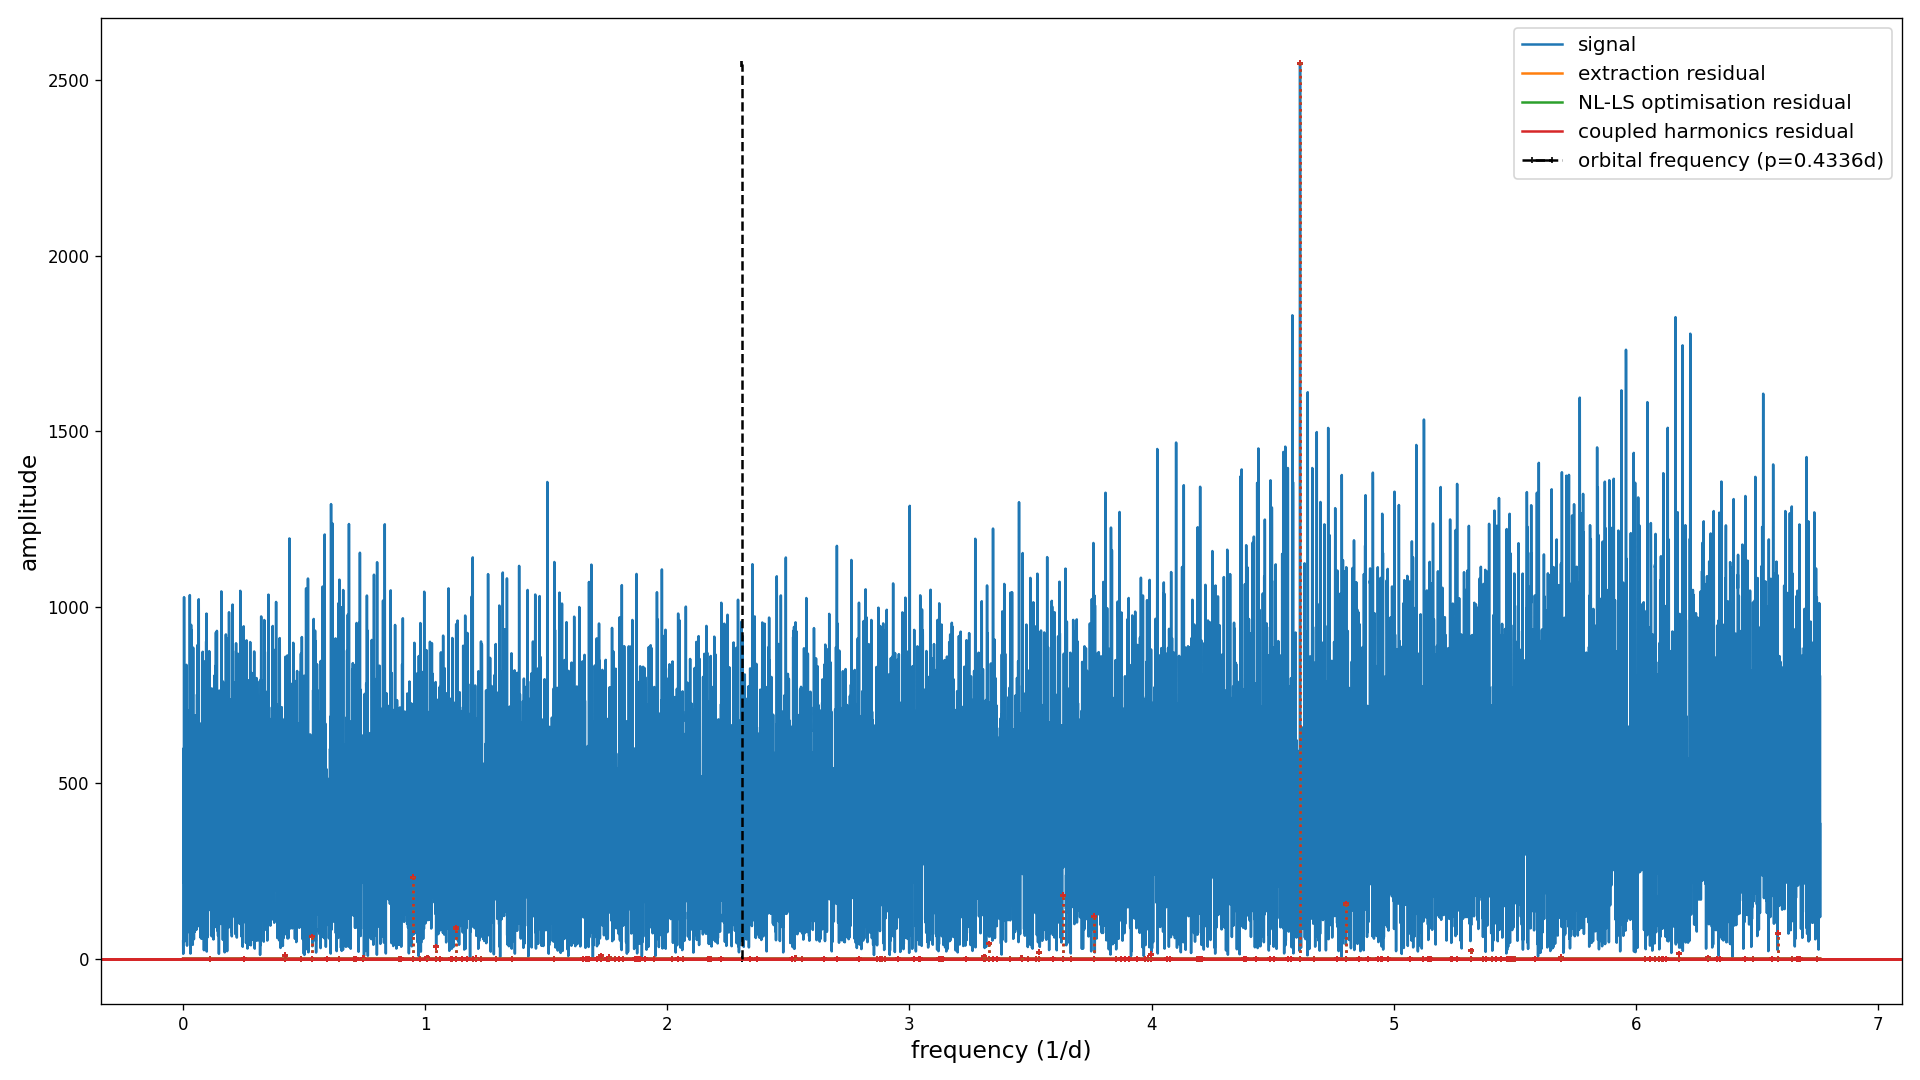 signal
extraction residual
NL-LS optimisation residual
coupled harmonics residual
orbital frequency (p=0.4336d)
2500
2000
1500
1000
500
0
amplitude
0 1 2 3 4 5 6 7
frequency (1/d)